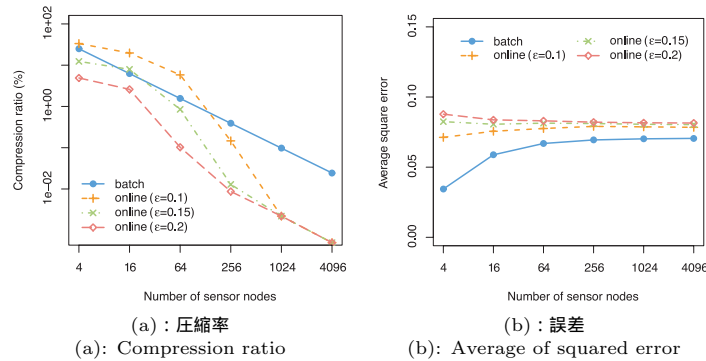 1e+02
1e+00
1e-02
Compression ratio (%)
batch
online (ε=0.1)
online (ε=0.15)
online (ε=0.2)
4 16 64 256 1024 4096
Number of sensor nodes
(a)：圧縮率
(a): Compression ratio
batch
online (ε=0.1)
online (ε=0.15)
online (ε=0.2)
0.15
0.10
0.05
0.00
Average square error
4 16 64 256 1024 4096
Number of sensor nodes
(b)：誤差
(b): Average of squared error